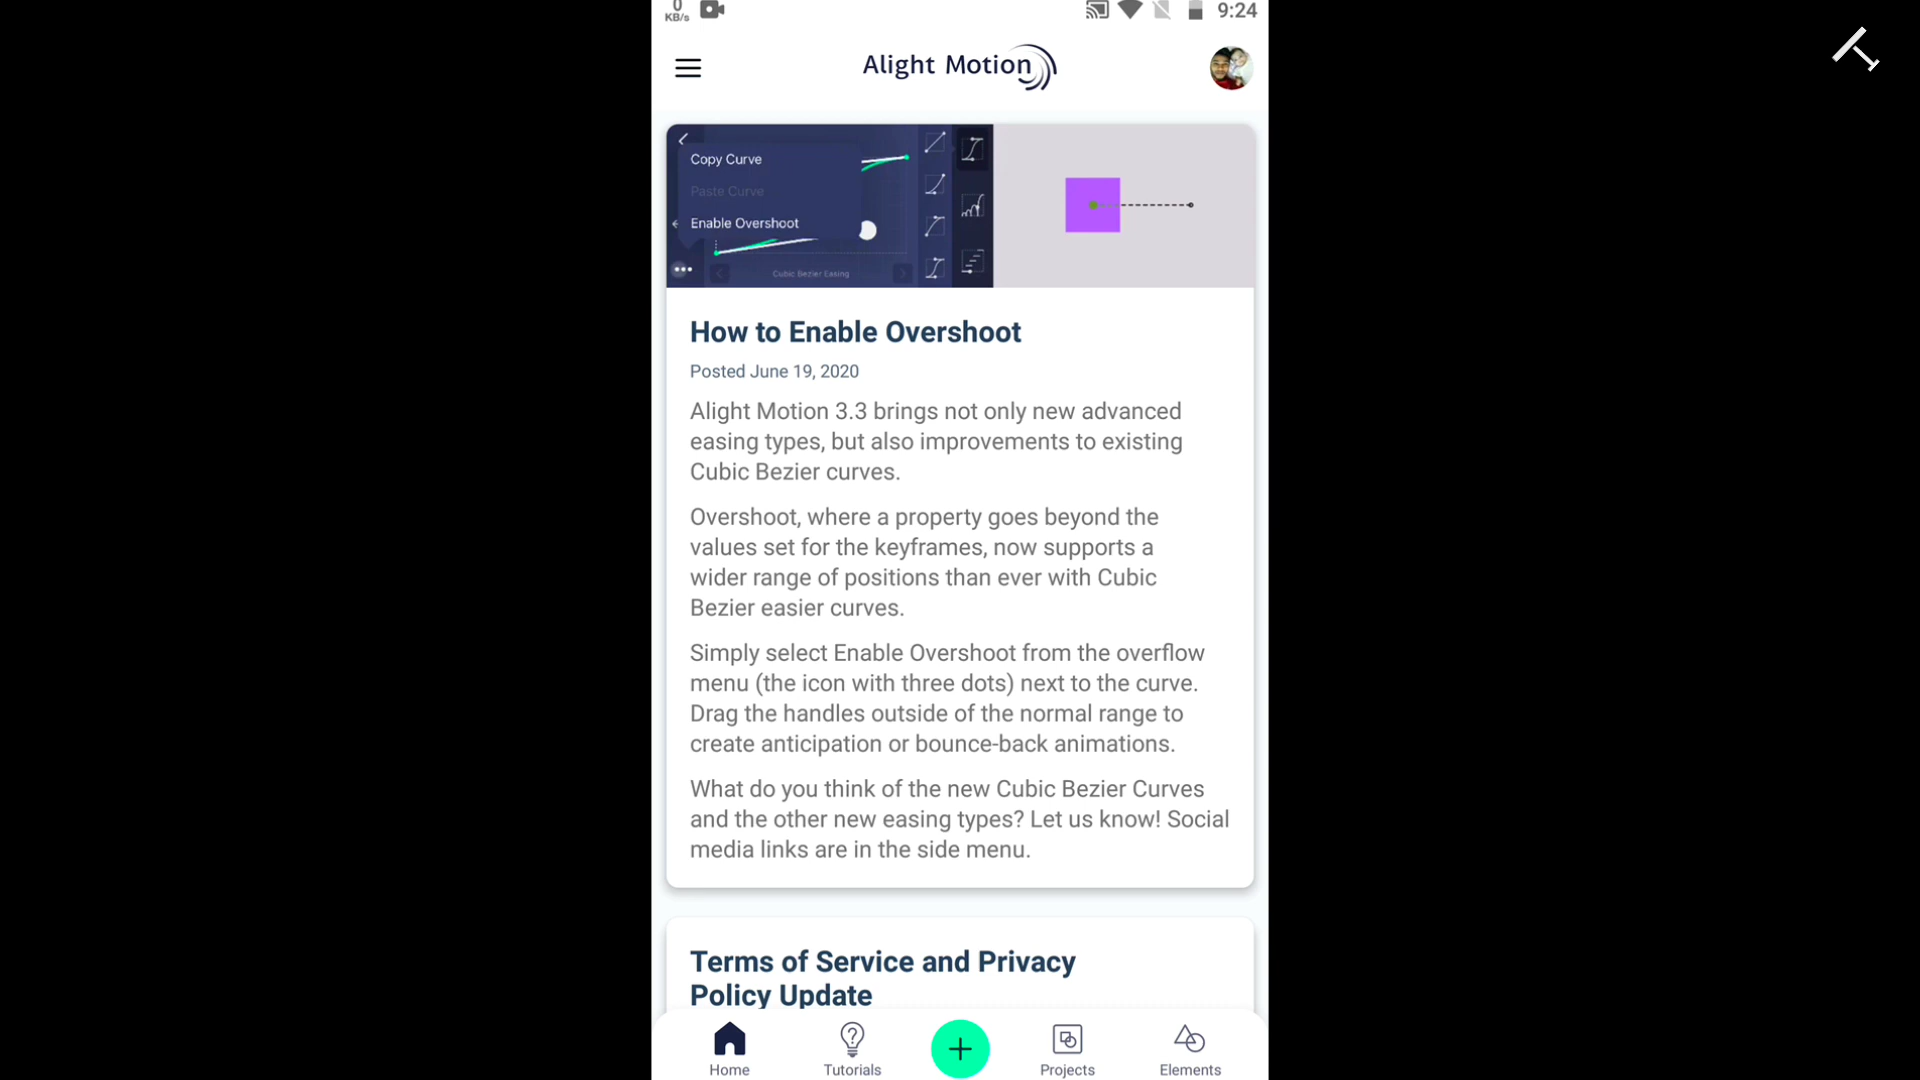 0
KB/s
9:24
Alight Motion
Copy Curve
Paste Curve
Enable Overshoot
Cubic Bezier Easing
How to Enable Overshoot
Posted June 19, 2020
Alight Motion 3.3 brings not only new advanced
easing types, but also improvements to existing
Cubic Bezier curves.
Overshoot, where a property goes beyond the
values set for the keyframes, now supports a
wider range of positions than ever with Cubic
Bezier easier curves.
Simply select Enable Overshoot from the overflow
menu (the icon with three dots) next to the curve.
Drag the handles outside of the normal range to
create anticipation or bounce-back animations.
What do you think of the new Cubic Bezier Curves
and the other new easing types? Let us know! Social
media links are in the side menu.
Terms of Service and Privacy
Policy Update
Home
Tutorials
Projects
Elements